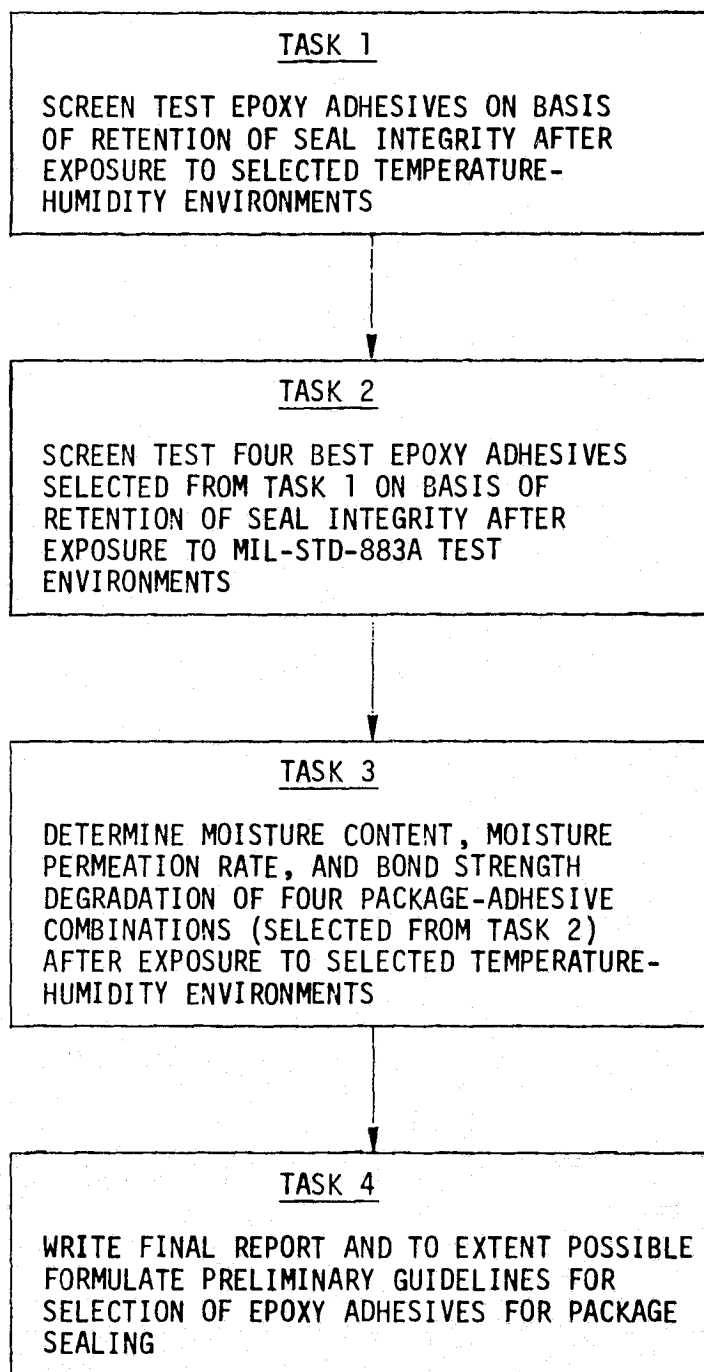 TASK 1
SCREEN TEST EPOXY ADHESIVES ON BASIS
OF RETENTION OF SEAL INTEGRITY AFTER
EXPOSURE TO SELECTED TEMPERATURE-
HUMIDITY ENVIRONMENTS
TASK 2
SCREEN TEST FOUR BEST EPOXY ADHESIVES
SELECTED FROM TASK 1 ON BASIS OF
RETENTION OF SEAL INTEGRITY AFTER
EXPOSURE TO MIL-STD-883A TEST
ENVIRONMENTS
TASK 3
DETERMINE MOISTURE CONTENT, MOISTURE
PERMEATION RATE, AND BOND STRENGTH
DEGRADATION OF FOUR PACKAGE-ADHESIVE
COMBINATIONS (SELECTED FROM TASK 2)
AFTER EXPOSURE TO SELECTED TEMPERATURE-
HUMIDITY ENVIRONMENTS
TASK 4
WRITE FINAL REPORT AND TO EXTENT POSSIBLE
FORMULATE PRELIMINARY GUIDELINES FOR
SELECTION OF EPOXY ADHESIVES FOR PACKAGE
SEALING